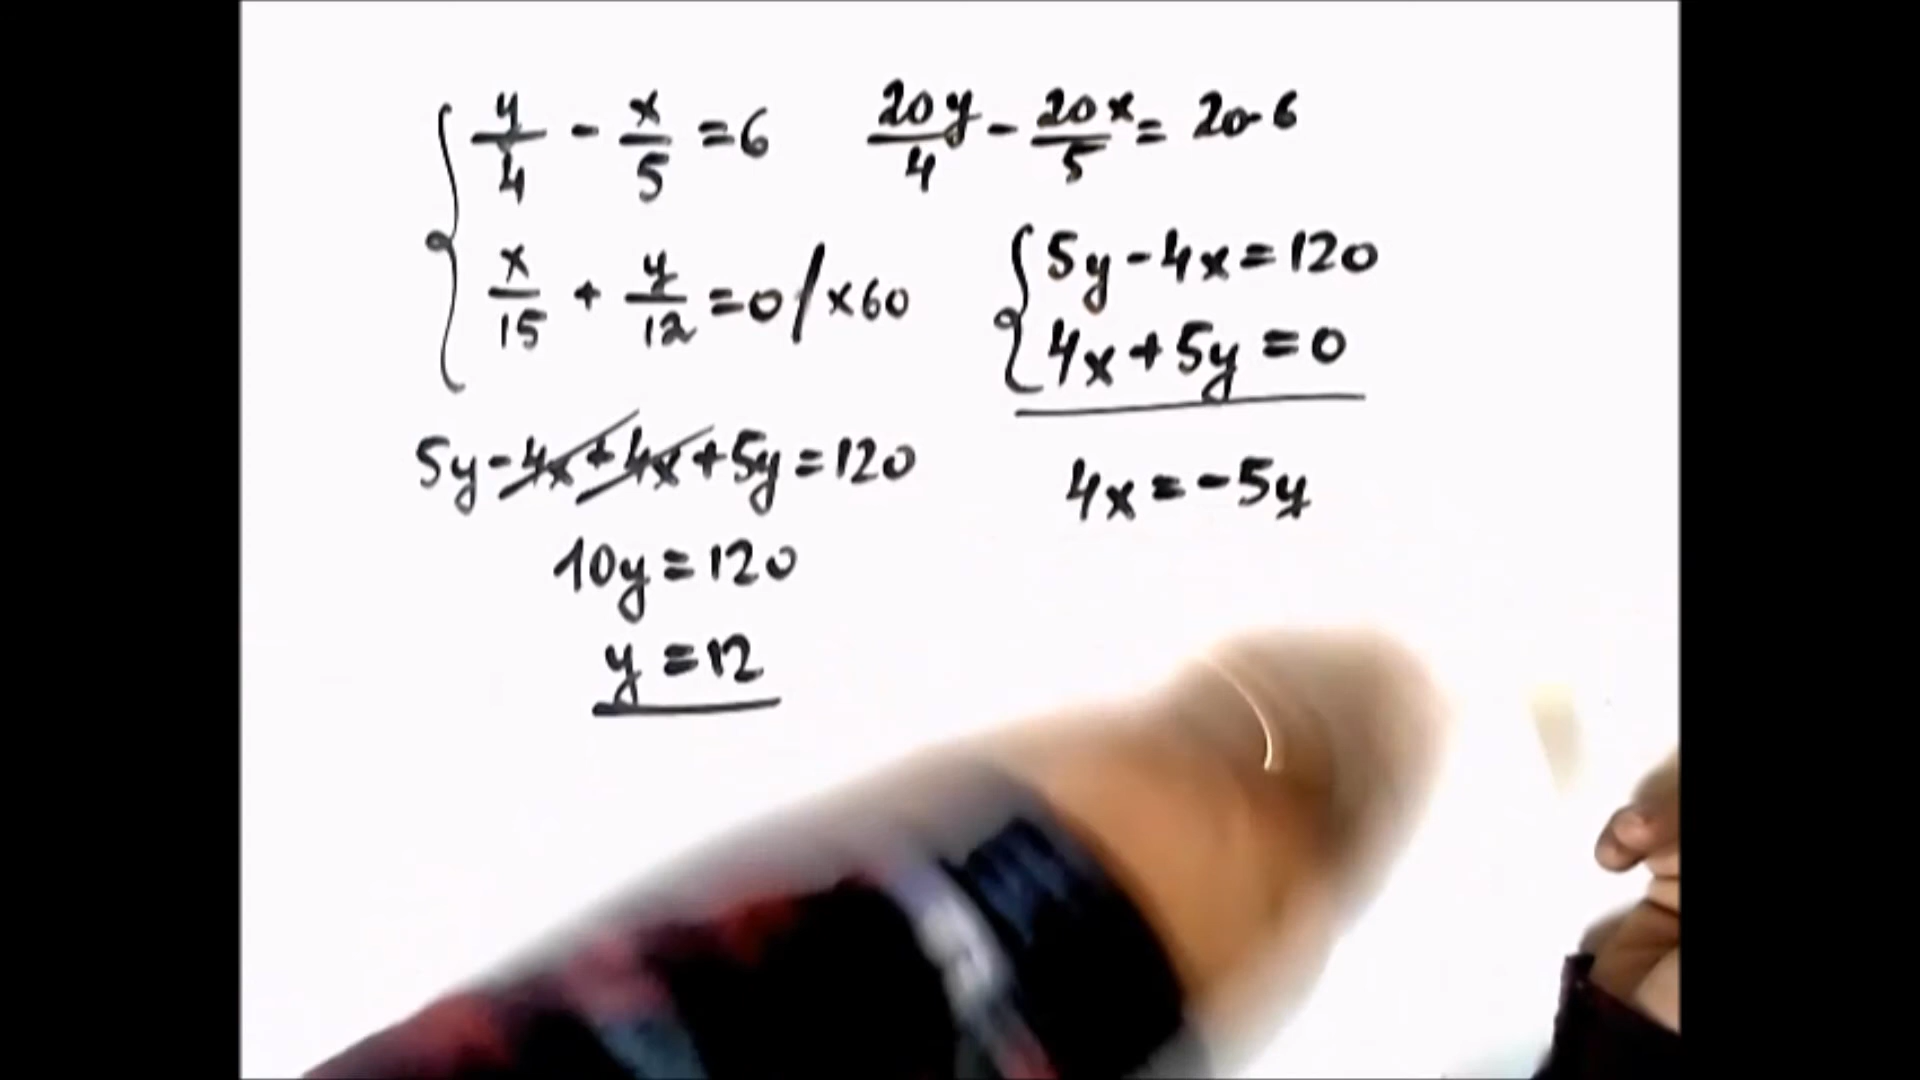 y/4 - x/5 = 6
20y/4 - 20x/5 = 20·6
x/15 + y/12 = 0 / ×60
5y - 4x = 120
4x + 5y = 0
5y - 4x + 4x + 5y = 120
4x = -5y
10y = 120
y = 12